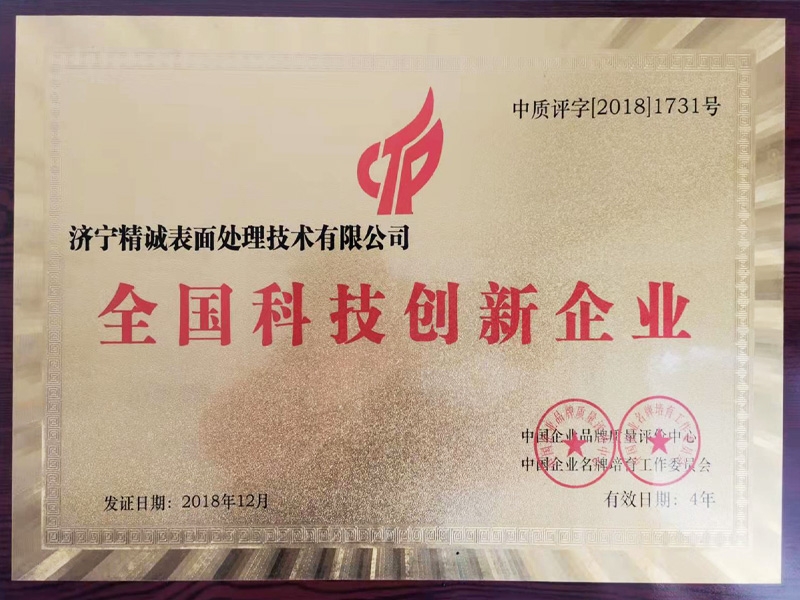 中质评字[2018]1731号
CTP
济宁精诚表面处理技术有限公司
全国科技创新企业
中国企业品牌质量评价中心
中国企业名牌培育工作委员会
发证日期：2018年12月
有效日期：4年